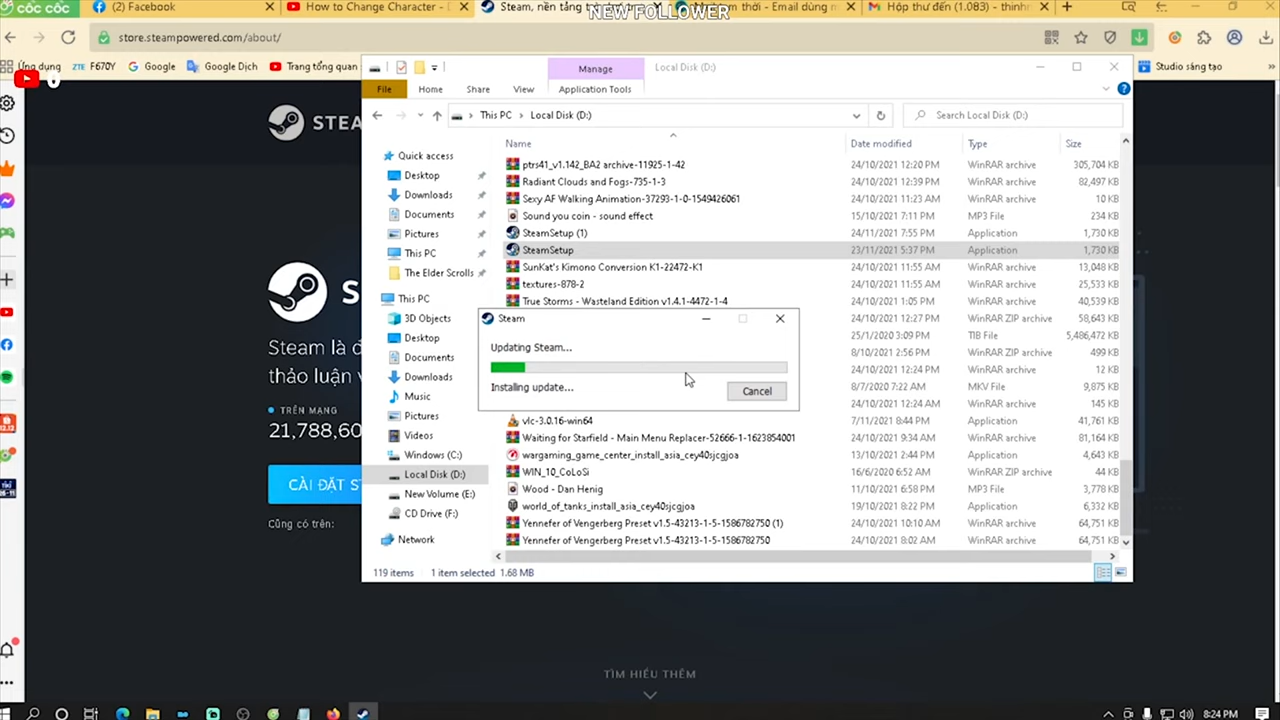 cốc cốc
(2) Facebook
How to Change Character -
Steam, nền tảng t
thời - Email dùng m
Hộp thư đến (1.083) - thinh
NEW FOLLOWER
store.steampowered.com/about/
Ứng dụng
ZTE F670Y
Google
Google Dịch
Trang tổng quan
Studio sáng tạo
0
Manage
Local Disk (D:)
File
Home
Share
View
Application Tools
This PC
Local Disk (D:)
Search Local Disk (D:)
Name
Date modified
Type
Size
Quick access
Desktop
Downloads
Documents
Pictures
This PC
The Elder Scrolls
This PC
3D Objects
Desktop
Documents
Downloads
Music
Pictures
Videos
Windows (C:)
Local Disk (D:)
New Volume (E:)
CD Drive (F:)
Network
ptrs41_v1.142_BA2 archive-11925-1-42 24/10/2021 12:20 PM WinRAR archive 305,704 KB
Radiant Clouds and Fogs-735-1-3 24/10/2021 12:39 PM WinRAR archive 82,497 KB
Sexy AF Walking Animation-37293-1-0-1549426061 24/10/2021 11:23 AM WinRAR archive 10 KB
Sound you coin - sound effect 15/10/2021 7:11 PM MP3 File 234 KB
SteamSetup (1) 24/11/2021 7:55 PM Application 1,730 KB
SteamSetup 23/11/2021 5:37 PM Application 1,730 KB
SunKat's Kimono Conversion K1-22472-K1 24/10/2021 11:55 AM WinRAR archive 13,048 KB
textures-878-2 24/10/2021 11:55 AM WinRAR archive 25,533 KB
True Storms - Wasteland Edition v1.4.1-4472-1-4 24/10/2021 1:05 PM WinRAR archive 40,539 KB
24/10/2021 12:27 PM WinRAR ZIP archive 58,643 KB
25/1/2020 3:09 PM TIB File 5,486,472 KB
8/10/2021 2:56 PM WinRAR ZIP archive 499 KB
24/10/2021 12:24 PM WinRAR archive 12 KB
8/7/2020 7:22 AM MKV File 9,875 KB
24/10/2021 12:24 AM WinRAR archive 145 KB
vlc-3.0.16-win64 7/11/2021 8:44 PM Application 41,761 KB
Waiting for Starfield - Main Menu Replacer-52666-1-1623854001 24/10/2021 9:34 AM WinRAR archive 81,164 KB
wargaming_game_center_install_asia_cey40sjcgjoa 13/10/2021 2:44 PM Application 4,643 KB
WIN_10_CoLoSi 16/6/2020 6:52 AM WinRAR ZIP archive 44 KB
Wood - Dan Henig 11/10/2021 6:58 PM MP3 File 3,778 KB
world_of_tanks_install_asia_cey40sjcgjoa 19/10/2021 8:22 PM Application 6,332 KB
Yennefer of Vengerberg Preset v1.5-43213-1-5-1586782750 (1) 24/10/2021 10:10 AM WinRAR archive 64,751 KB
Yennefer of Vengerberg Preset v1.5-43213-1-5-1586782750 24/10/2021 8:02 AM WinRAR archive 64,751 KB
Steam
Updating Steam...
Installing update...
Cancel
119 items
1 item selected 1.68 MB
STEA
S
Steam là đ
thảo luận v
TRÊN MẠNG
21,788,60
CÀI ĐẶT S
Cũng có trên:
TÌM HIỂU THÊM
8:24 PM